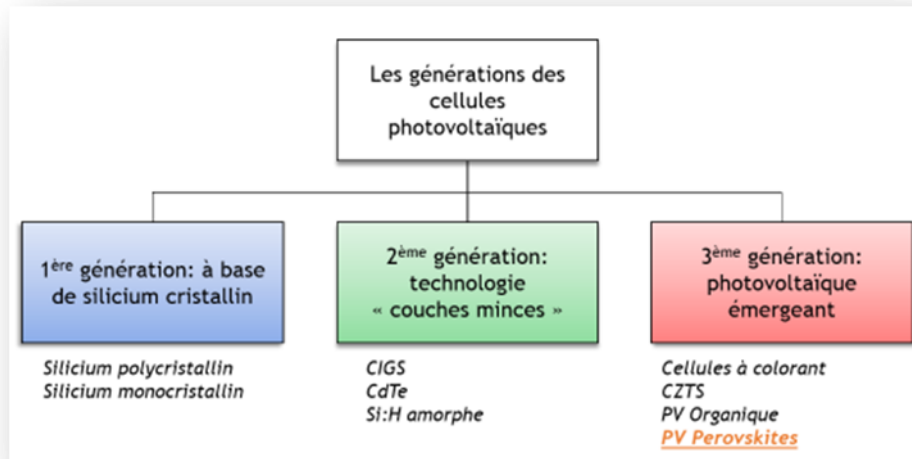 Les générations des
cellules
photovoltaïques
1ère génération: à base
de silicium cristallin
2ème génération:
technologie
« couches minces »
3ème génération:
photovoltaïque
émergeant
Silicium polycristallin
Silicium monocristallin
CIGS
CdTe
Si:H amorphe
Cellules à colorant
CZTS
PV Organique
PV Perovskites